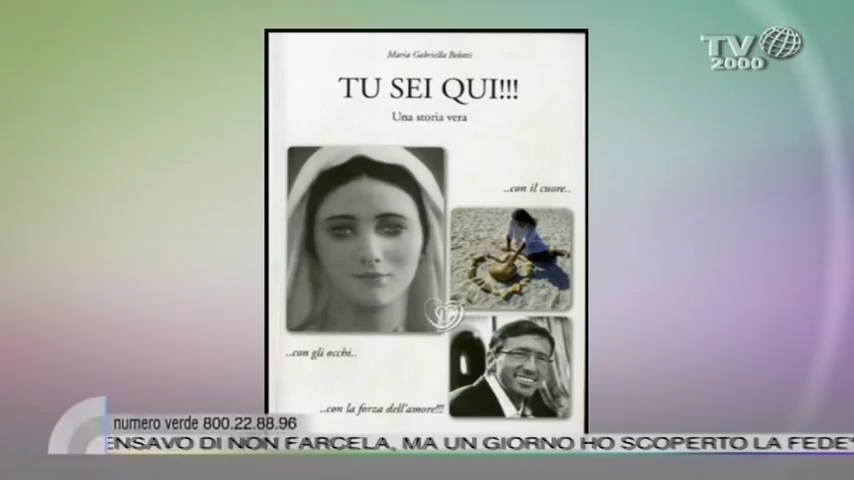 TV
2000
Maria Gabriella Belotti
TU SEI QUI!!!
Una storia vera
..con il cuore..
..con gli occhi..
..con la forza dell'amore!!!
numero verde 800.22.88.96
ENSAVO DI NON FARCELA, MA UN GIORNO HO SCOPERTO LA FEDE"